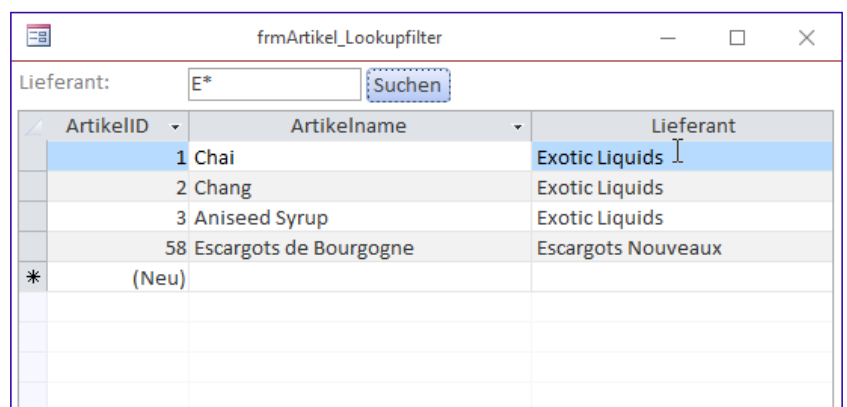 frmArtikel_Lookupfilter
Lieferant: E* Suchen
ArtikelID Artikelname Lieferant
1 Chai Exotic Liquids
2 Chang Exotic Liquids
3 Aniseed Syrup Exotic Liquids
58 Escargots de Bourgogne Escargots Nouveaux
* (Neu)